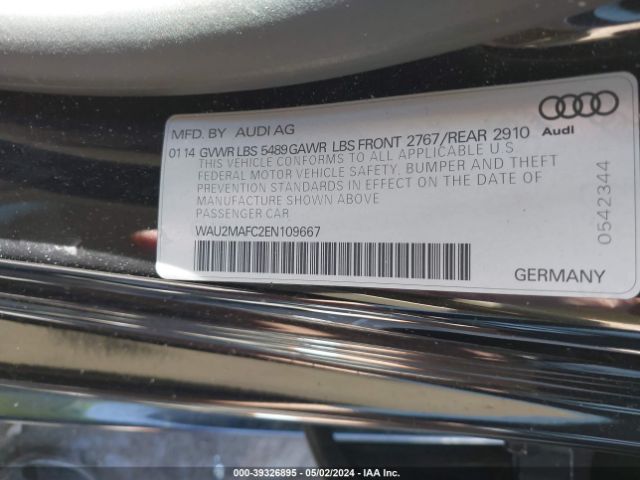 MFD. BY AUDI AG
01 14 GVWR LBS 5489 GAWR LBS FRONT 2767/REAR 2910
THIS VEHICLE CONFORMS TO ALL APPLICABLE U.S
FEDERAL MOTOR VEHICLE SAFETY, BUMPER AND THEFT
PREVENTION STANDARDS IN EFFECT ON THE DATE OF
MANUFACTURE SHOWN ABOVE
PASSENGER CAR
WAU2MAFC2EN109667
GERMANY
Audi
0542344
000-39326895 - 05/02/2024 - IAA Inc.